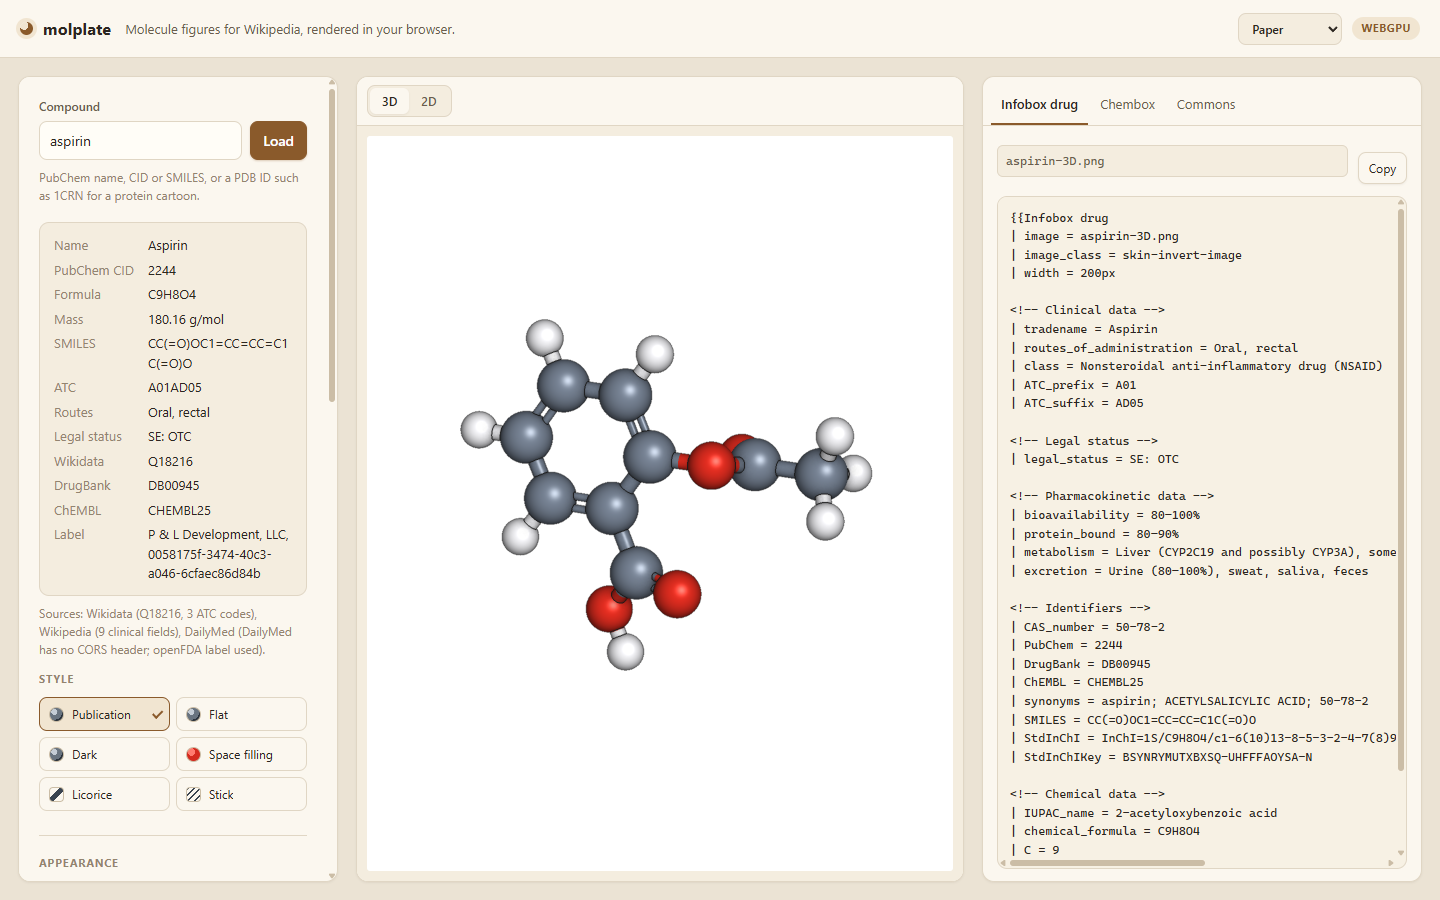 molplate
Molecule figures for Wikipedia, rendered in your browser.
Paper
WEBGPU
Compound
aspirin
Load
PubChem name, CID or SMILES, or a PDB ID such
as 1CRN for a protein cartoon.
Name Aspirin
PubChem CID 2244
Formula C9H8O4
Mass 180.16 g/mol
SMILES CC(=O)OC1=CC=CC=C1
C(=O)O
ATC A01AD05
Routes Oral, rectal
Legal status SE: OTC
Wikidata Q18216
DrugBank DB00945
ChEMBL CHEMBL25
Label P & L Development, LLC,
0058175f-3474-40c3-
a046-6cfaec86d84b
Sources: Wikidata (Q18216, 3 ATC codes),
Wikipedia (9 clinical fields), DailyMed (DailyMed
has no CORS header; openFDA label used).
STYLE
Publication
Flat
Dark
Space filling
Licorice
Stick
APPEARANCE
3D
2D
Infobox drug
Chembox
Commons
aspirin-3D.png
Copy
{{Infobox drug
| image = aspirin-3D.png
| image_class = skin-invert-image
| width = 200px
<!-- Clinical data -->
| tradename = Aspirin
| routes_of_administration = Oral, rectal
| class = Nonsteroidal anti-inflammatory drug (NSAID)
| ATC_prefix = A01
| ATC_suffix = AD05
<!-- Legal status -->
| legal_status = SE: OTC
<!-- Pharmacokinetic data -->
| bioavailability = 80-100%
| protein_bound = 80-90%
| metabolism = Liver (CYP2C19 and possibly CYP3A), some
| excretion = Urine (80-100%), sweat, saliva, feces
<!-- Identifiers -->
| CAS_number = 50-78-2
| PubChem = 2244
| DrugBank = DB00945
| ChEMBL = CHEMBL25
| synonyms = aspirin; ACETYLSALICYLIC ACID; 50-78-2
| SMILES = CC(=O)OC1=CC=CC=C1C(=O)O
| StdInChI = InChI=1S/C9H8O4/c1-6(10)13-8-5-3-2-4-7(8)9
| StdInChIKey = BSYNRYMUTXBXSQ-UHFFFAOYSA-N
<!-- Chemical data -->
| IUPAC_name = 2-acetyloxybenzoic acid
| chemical_formula = C9H8O4
| C = 9